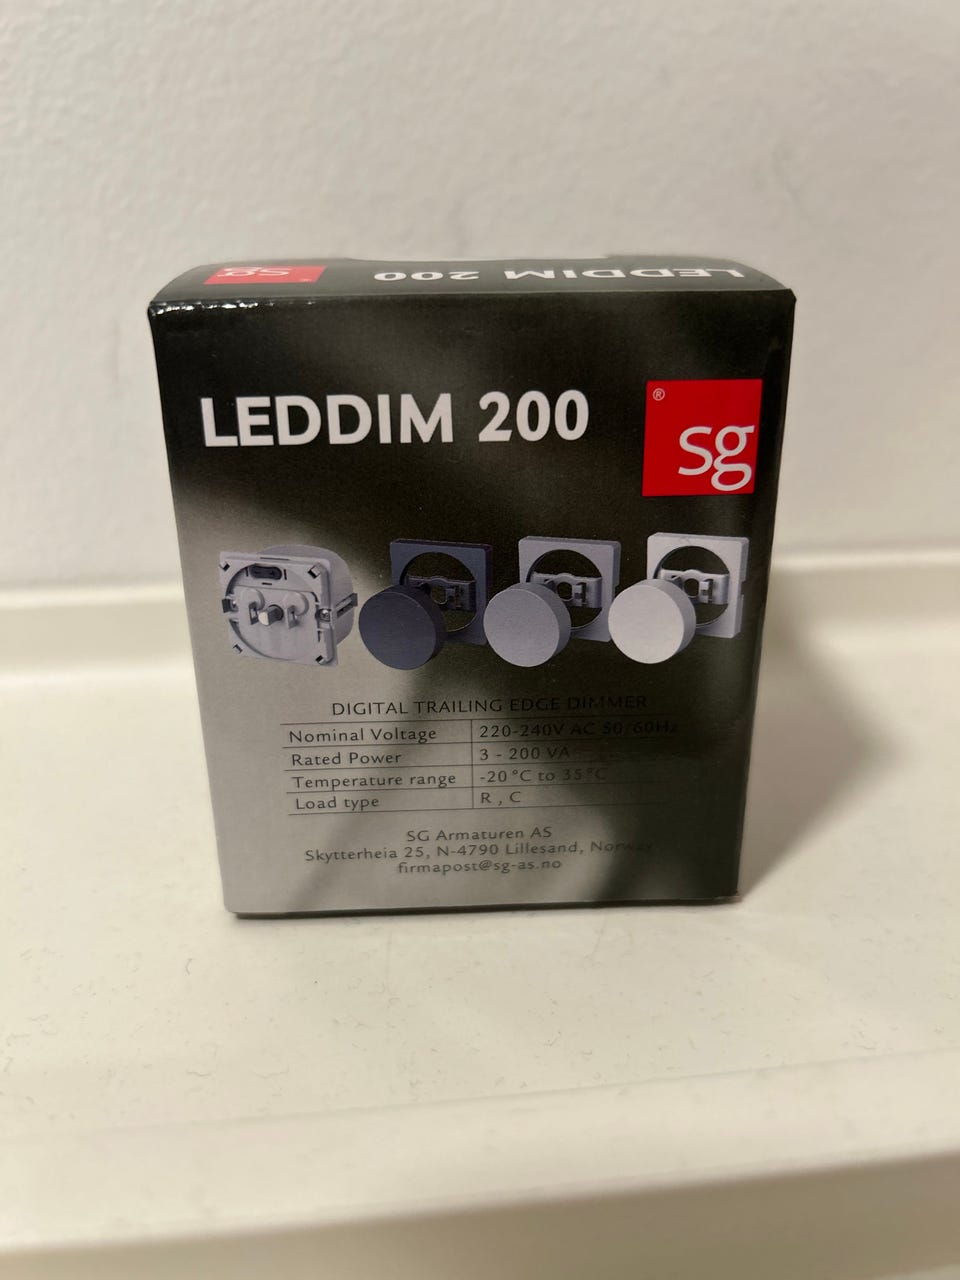 sg
LEDDIM 200
LEDDIM 200
® sg
DIGITAL TRAILING EDGE DIMMER
Nominal Voltage 220-240V AC 50/60Hz
Rated Power 3 - 200 VA
Temperature range -20°C to 35°C
Load type R , C
SG Armaturen AS
Skytterheia 25, N-4790 Lillesand, Norway
firmapost@sg-as.no